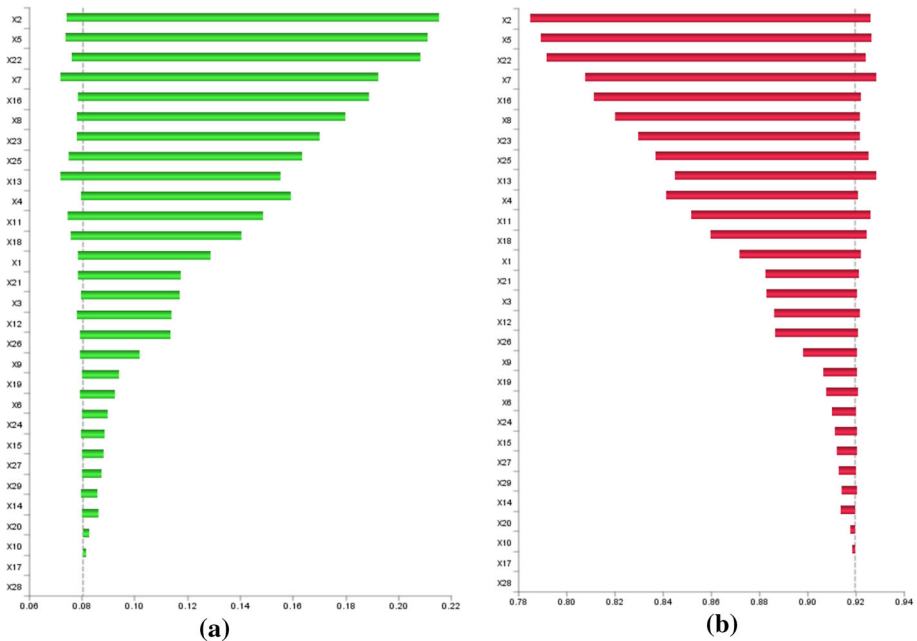 X2
X5
X22
X7
X16
X8
X23
X25
X13
X4
X11
X18
X1
X21
X3
X12
X26
X9
X19
X6
X24
X15
X27
X29
X14
X20
X10
X17
X28
0.06 0.08 0.10 0.12 0.14 0.16 0.18 0.20 0.22
(a)
X2
X5
X22
X7
X16
X8
X23
X25
X13
X4
X11
X18
X1
X21
X3
X12
X26
X9
X19
X6
X24
X15
X27
X29
X14
X20
X10
X17
X28
0.78 0.80 0.82 0.84 0.86 0.88 0.90 0.92 0.94
(b)